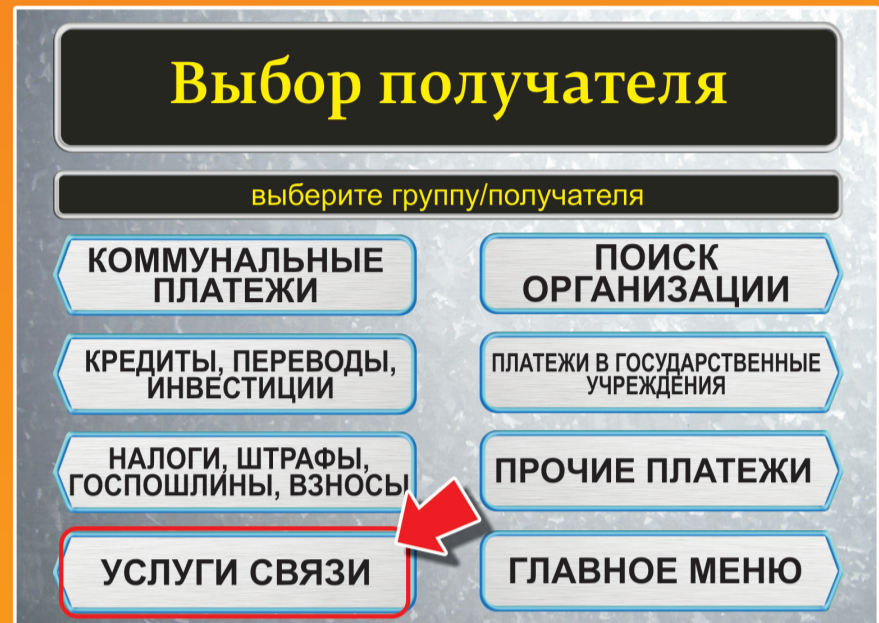 Выбор получателя
выберите группу/получателя
КОММУНАЛЬНЫЕ
ПЛАТЕЖИ
ПОИСК
ОРГАНИЗАЦИИ
КРЕДИТЫ, ПЕРЕВОДЫ,
ИНВЕСТИЦИИ
ПЛАТЕЖИ В ГОСУДАРСТВЕННЫЕ
УЧРЕЖДЕНИЯ
НАЛОГИ, ШТРАФЫ,
ГОСПОШЛИНЫ, ВЗНОСЫ
ПРОЧИЕ ПЛАТЕЖИ
УСЛУГИ СВЯЗИ
ГЛАВНОЕ МЕНЮ